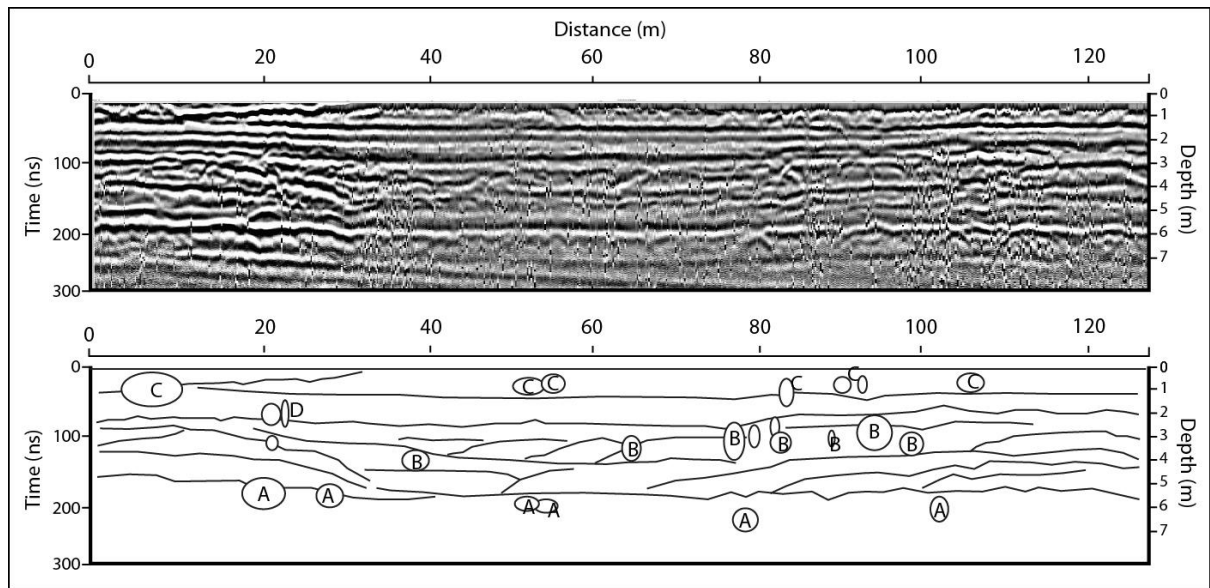 Distance (m)
0 20 40 60 80 100 120
0 0
1
2
100 3
4
5
200 6
7
300
Time (ns)
Depth (m)
0 20 40 60 80 100 120
0 0
C C C C C C 1
D 2
100 B B B B B B B 3
4
A A 5
200 A A A A 6
7
300
Time (ns)
Depth (m)